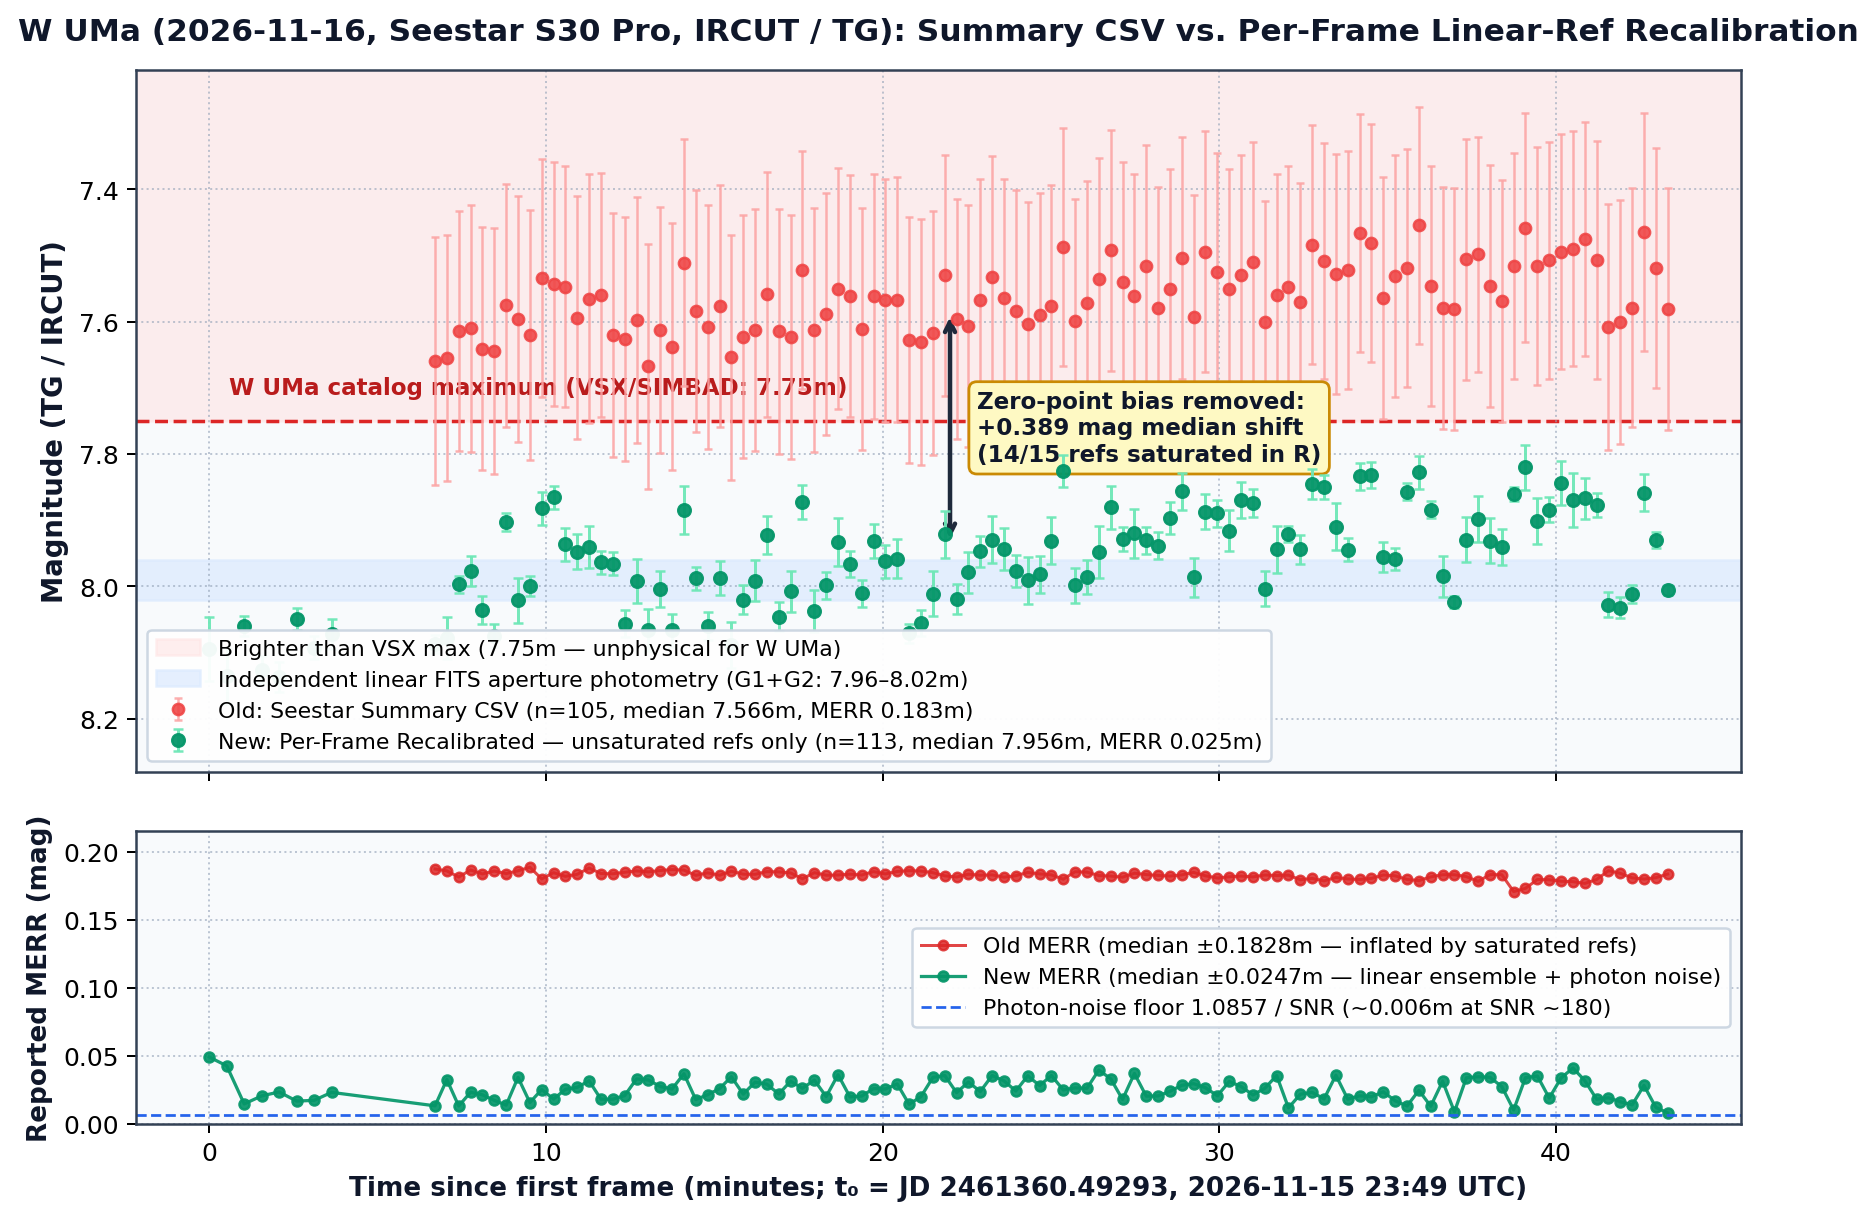 W UMa (2026-11-16, Seestar S30 Pro, IRCUT / TG): Summary CSV vs. Per-Frame Linear-Ref Recalibration
Magnitude (TG / IRCUT)
7.4
7.6
7.8
8.0
8.2
W UMa catalog maximum (VSX/SIMBAD: 7.75m)
Zero-point bias removed:
+0.389 mag median shift
(14/15 refs saturated in R)
Brighter than VSX max (7.75m — unphysical for W UMa)
Independent linear FITS aperture photometry (G1+G2: 7.96–8.02m)
Old: Seestar Summary CSV (n=105, median 7.566m, MERR 0.183m)
New: Per-Frame Recalibrated — unsaturated refs only (n=113, median 7.956m, MERR 0.025m)
Reported MERR (mag)
0.20
0.15
0.10
0.05
0.00
Old MERR (median ±0.1828m — inflated by saturated refs)
New MERR (median ±0.0247m — linear ensemble + photon noise)
Photon-noise floor 1.0857 / SNR (~0.006m at SNR ~180)
0 10 20 30 40
Time since first frame (minutes; t₀ = JD 2461360.49293, 2026-11-15 23:49 UTC)